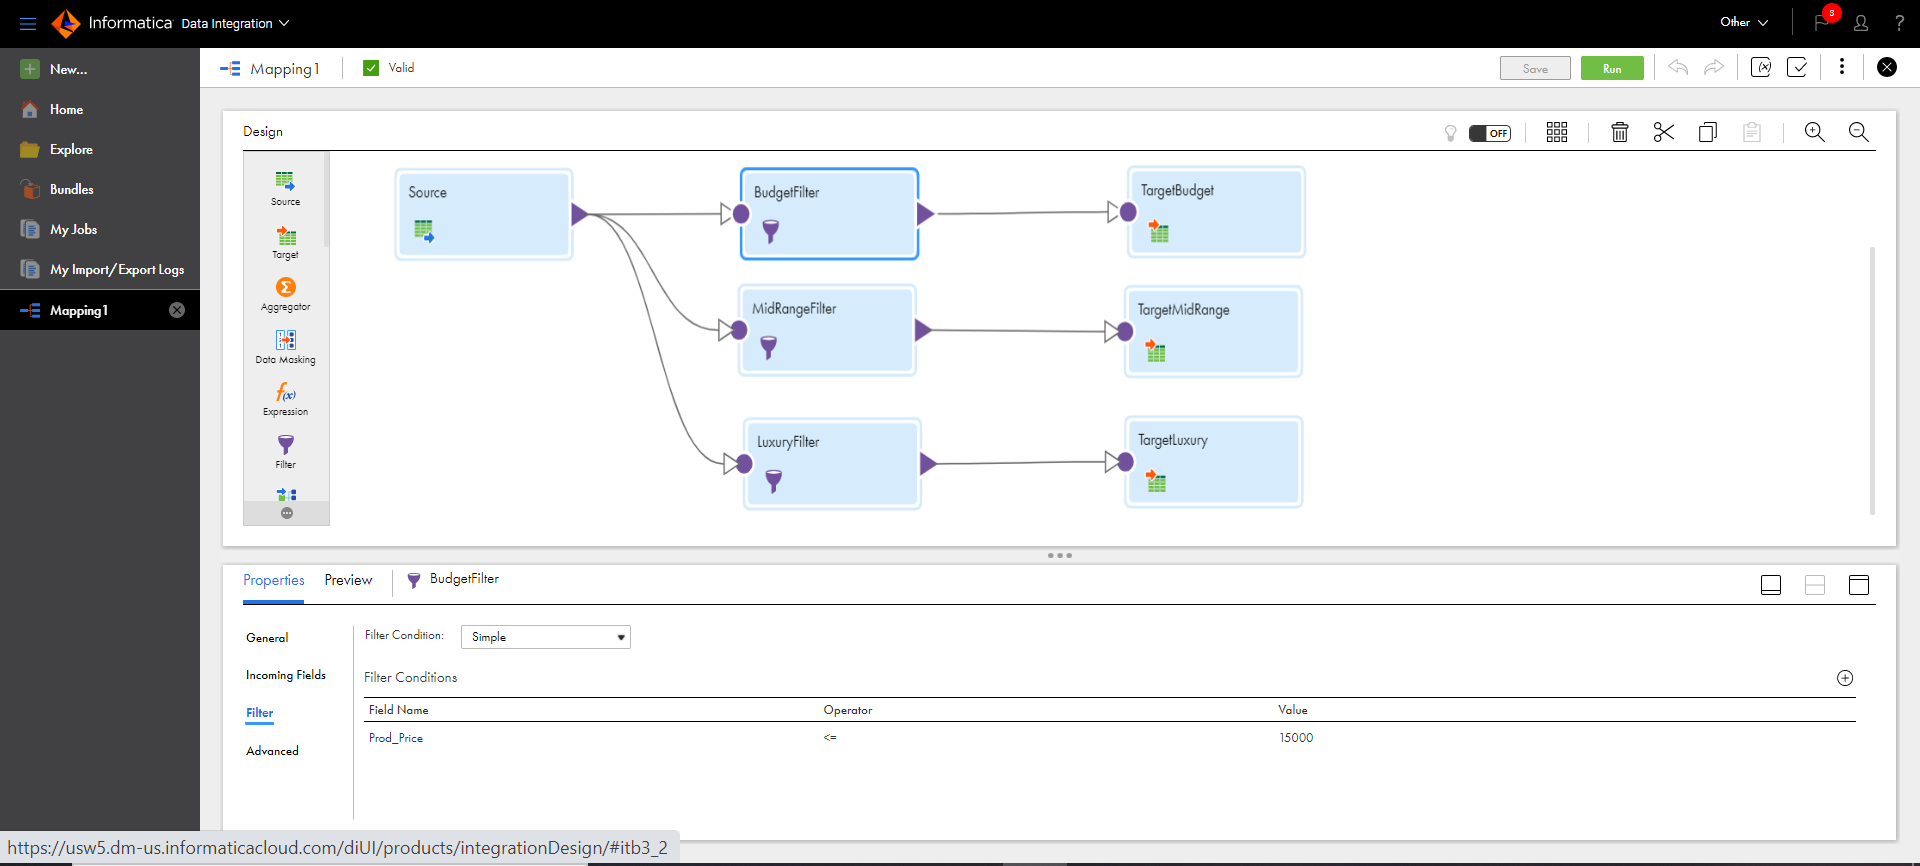 Informatica Data Integration
Other
3
?
New...
Home
Explore
Bundles
My Jobs
My Import/Export Logs
Mapping1
Mapping1
Valid
Save
Run
(x)
Design
OFF
Source
Target
Aggregator
Data Masking
f(x)
Expression
Filter
Source
BudgetFilter
TargetBudget
MidRangeFilter
TargetMidRange
LuxuryFilter
TargetLuxury
Properties
Preview
BudgetFilter
General
Incoming Fields
Filter
Advanced
Filter Condition:
Simple
Filter Conditions
Field Name
Operator
Value
Prod_Price
<=
15000
https://usw5.dm-us.informaticacloud.com/diUI/products/integrationDesign/#itb3_2